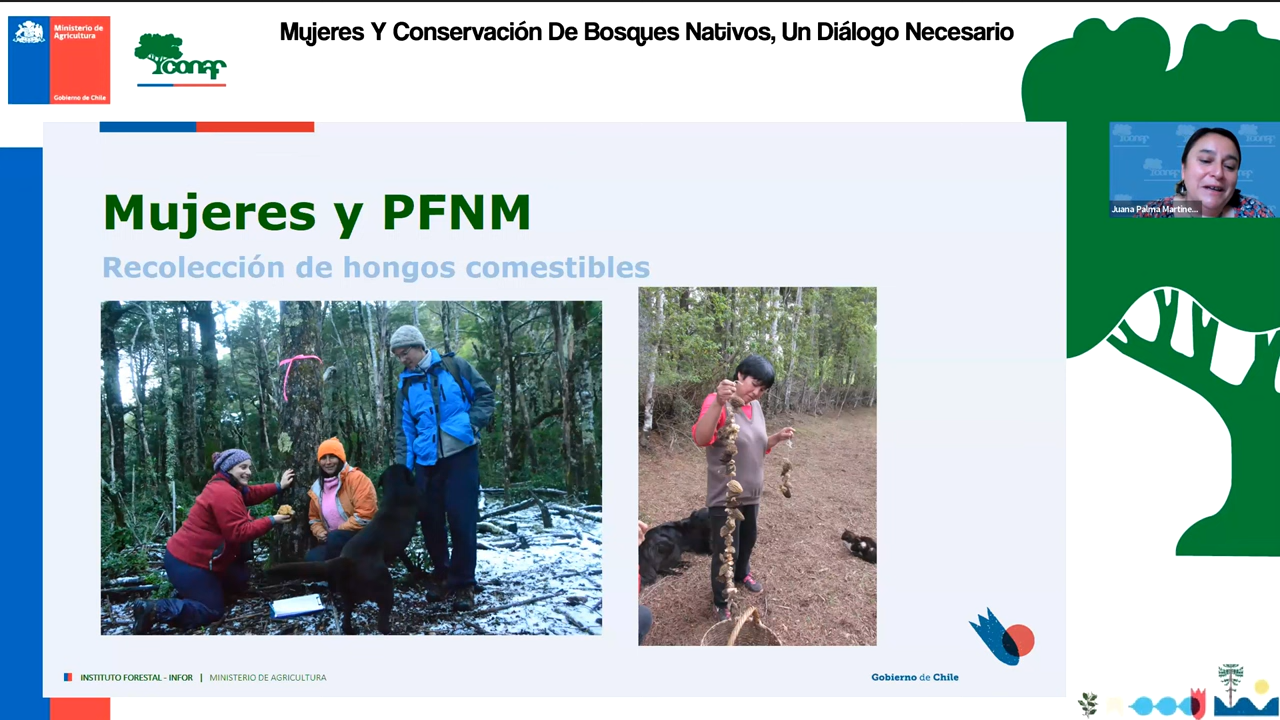 Mujeres Y Conservación De Bosques Nativos, Un Diálogo Necesario
Ministerio de
Agricultura
Gobierno de Chile
conaf
Mujeres y PFNM
Recolección de hongos comestibles
Juana Palma Martine...
INSTITUTO FORESTAL - INFOR | MINISTERIO DE AGRICULTURA
Gobierno de Chile